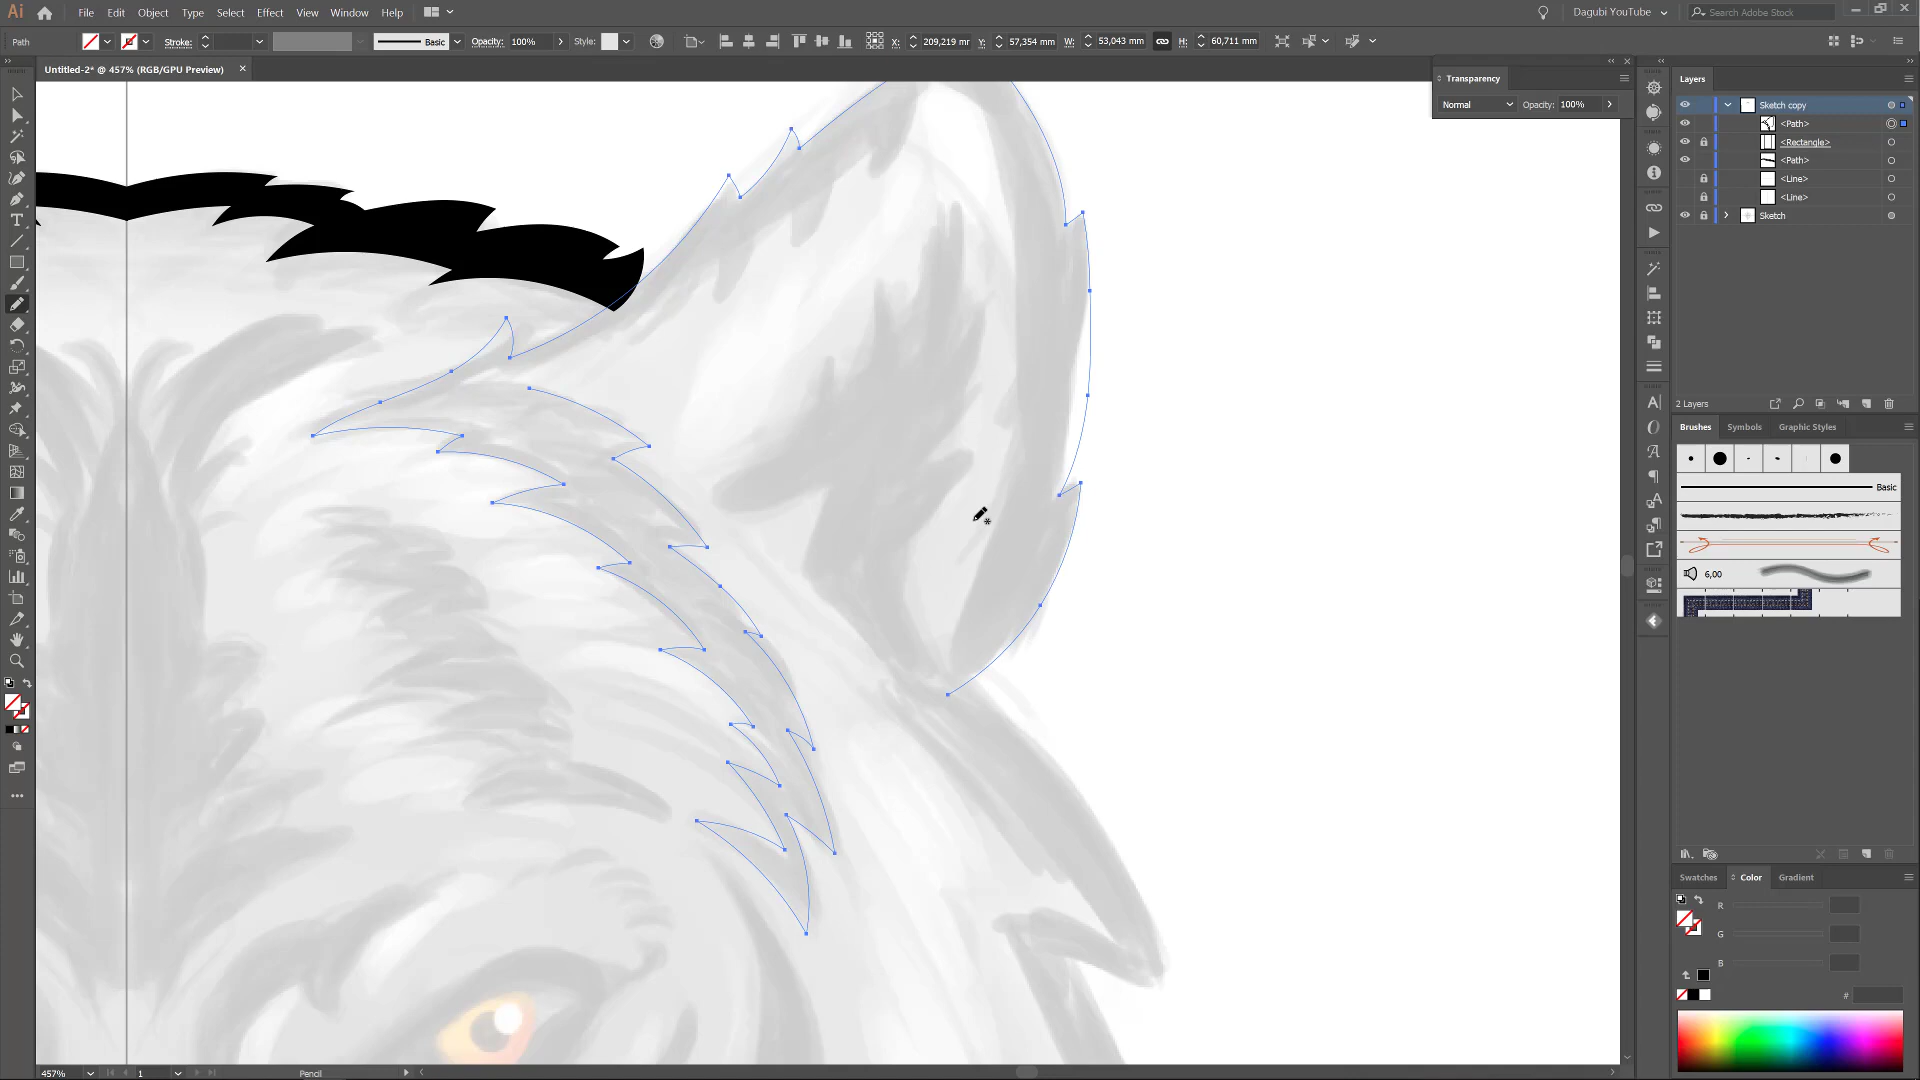 Ai File Edit Object Type Select Effect View Window Help Dagubi YouTube Search Adobe Stock
Path Stroke: Basic Opacity: 100% Style: X: 209,219 mr Y: 57,354 mm W: 53,043 mm H: 60,711 mm
Untitled-2* @ 457% (RGB/GPU Preview)
Transparency
Normal Opacity: 100%
Layers
Sketch copy
<Path>
<Rectangle>
<Path>
<Line>
<Line>
Sketch
2 Layers
Brushes Symbols Graphic Styles
Basic
6,00
Swatches Color Gradient
R
G
B
#
457% 1 Pencil